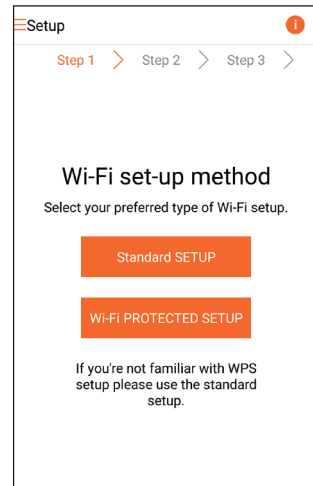 Setup
i
Step 1 Step 2 Step 3
Wi-Fi set-up method
Select your preferred type of Wi-Fi setup.
Standard SETUP
Wi-Fi PROTECTED SETUP
If you're not familiar with WPS
setup please use the standard
setup.